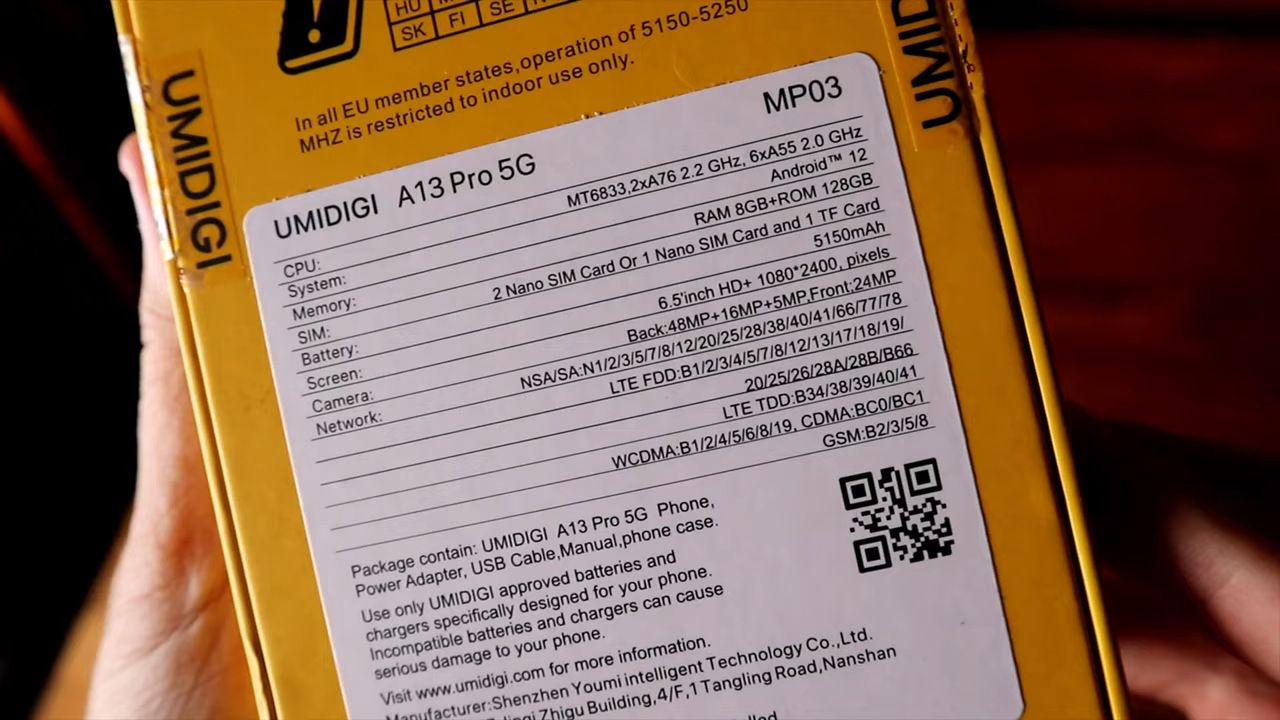 HU
SK FI SE
In all EU member states,operation of 5150-5250
MHZ is restricted to indoor use only.
UMIDIGI
UMIDIGI
UMIDIGI A13 Pro 5G MP03
CPU: MT6833,2xA76 2.2 GHz, 6xA55 2.0 GHz
System: Android™ 12
Memory: RAM 8GB+ROM 128GB
SIM: 2 Nano SIM Card Or 1 Nano SIM Card and 1 TF Card
Battery: 5150mAh
Screen: 6.5'inch HD+ 1080*2400, pixels
Camera: Back:48MP+16MP+5MP,Front:24MP
Network: NSA/SA:N1/2/3/5/7/8/12/20/25/28/38/40/41/66/77/78
LTE FDD:B1/2/3/4/5/7/8/12/13/17/18/19/
20/25/26/28A/28B/B66
LTE TDD:B34/38/39/40/41
WCDMA:B1/2/4/5/6/8/19, CDMA:BC0/BC1
GSM:B2/3/5/8
Package contain: UMIDIGI A13 Pro 5G Phone,
Power Adapter, USB Cable,Manual,phone case.
Use only UMIDIGI approved batteries and
chargers specifically designed for your phone.
Incompatible batteries and chargers can cause
serious damage to your phone.
Visit www.umidigi.com for more information.
Manufacturer:Shenzhen Youmi intelligent Technology Co.,Ltd.
Zhigu Building,4/F,1 Tangling Road,Nanshan